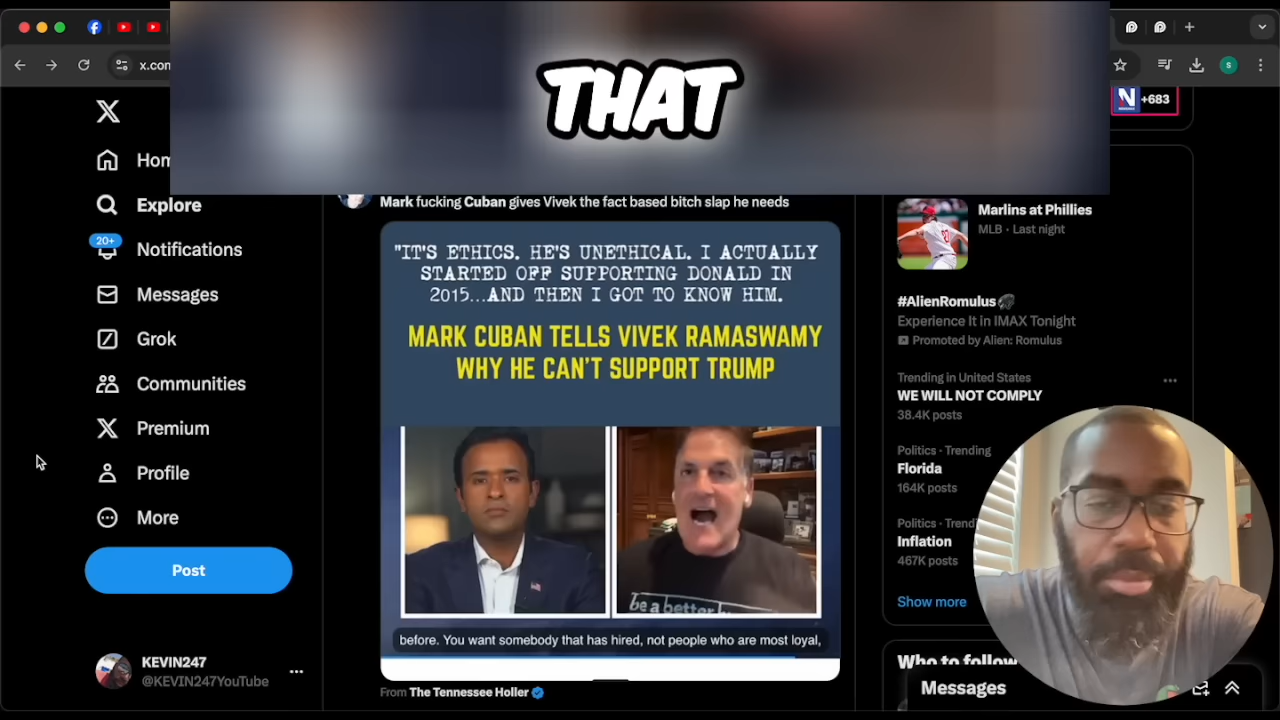 x.com
THAT
+683
Home
Explore
20+
Notifications
Messages
Grok
Communities
Premium
Profile
More
Post
KEVIN247
@KEVIN247YouTube
Mark fucking Cuban gives Vivek the fact based bitch slap he needs
"IT'S ETHICS. HE'S UNETHICAL. I ACTUALLY
STARTED OFF SUPPORTING DONALD IN
2015...AND THEN I GOT TO KNOW HIM.
MARK CUBAN TELLS VIVEK RAMASWAMY
WHY HE CAN'T SUPPORT TRUMP
be a better
before. You want somebody that has hired, not people who are most loyal,
From The Tennessee Holler
Marlins at Phillies
MLB · Last night
#AlienRomulus
Experience It in IMAX Tonight
Promoted by Alien: Romulus
Trending in United States
WE WILL NOT COMPLY
38.4K posts
Politics · Trending
Florida
164K posts
Politics · Trend
Inflation
467K posts
Show more
Who to follow
Messages